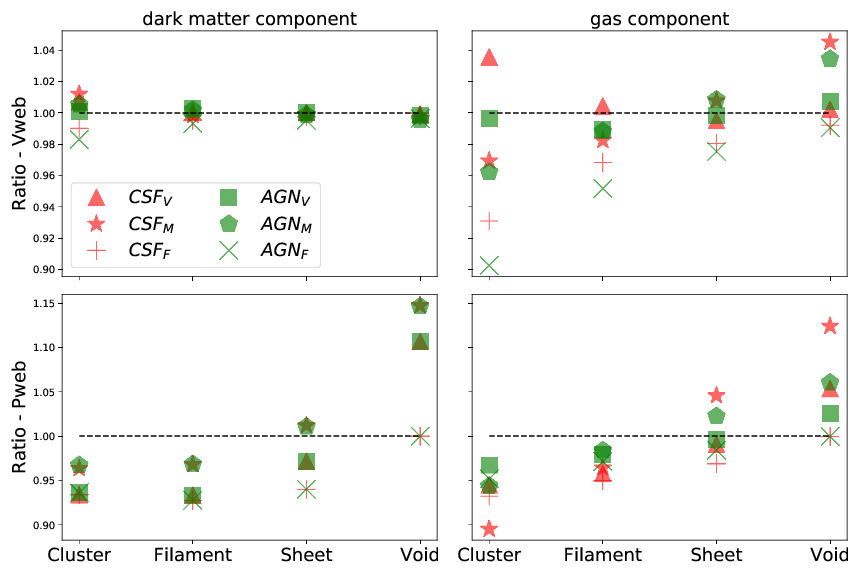 dark matter component
gas component
Ratio - Vweb
1.04
1.02
1.00
0.98
0.96
0.94
0.92
0.90
CSF_V
AGN_V
CSF_M
AGN_M
CSF_F
AGN_F
Ratio - Pweb
1.15
1.10
1.05
1.00
0.95
0.90
Cluster
Filament
Sheet
Void
Cluster
Filament
Sheet
Void